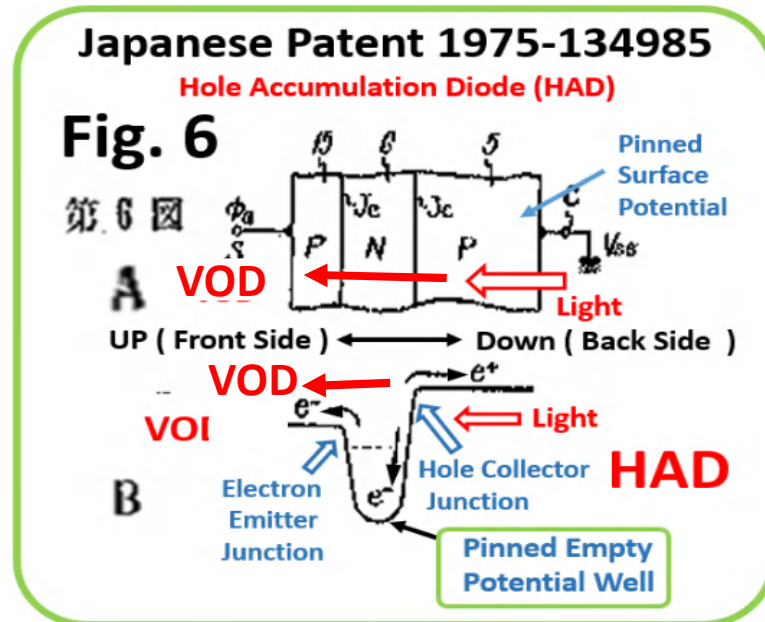 Japanese Patent 1975-134985
Hole Accumulation Diode (HAD)
Fig. 6
15 6 5
Pinned
Surface
Potential
第 6 図
Φa
S
Jc
Jc
C
Vss
P N P
A
VOD
Light
UP ( Front Side )
Down ( Back Side )
VOD
e+
e-
VOI
Light
Hole Collector
Junction
HAD
Electron
Emitter
Junction
B
e-
Pinned Empty
Potential Well